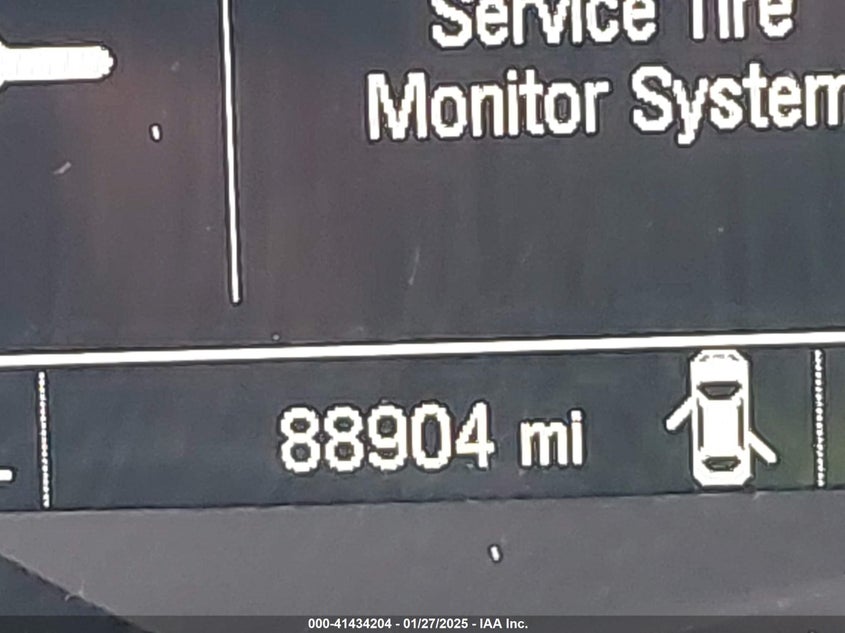 Service Tire
Monitor System
88904 mi
000-41434204 - 01/27/2025 - IAA Inc.